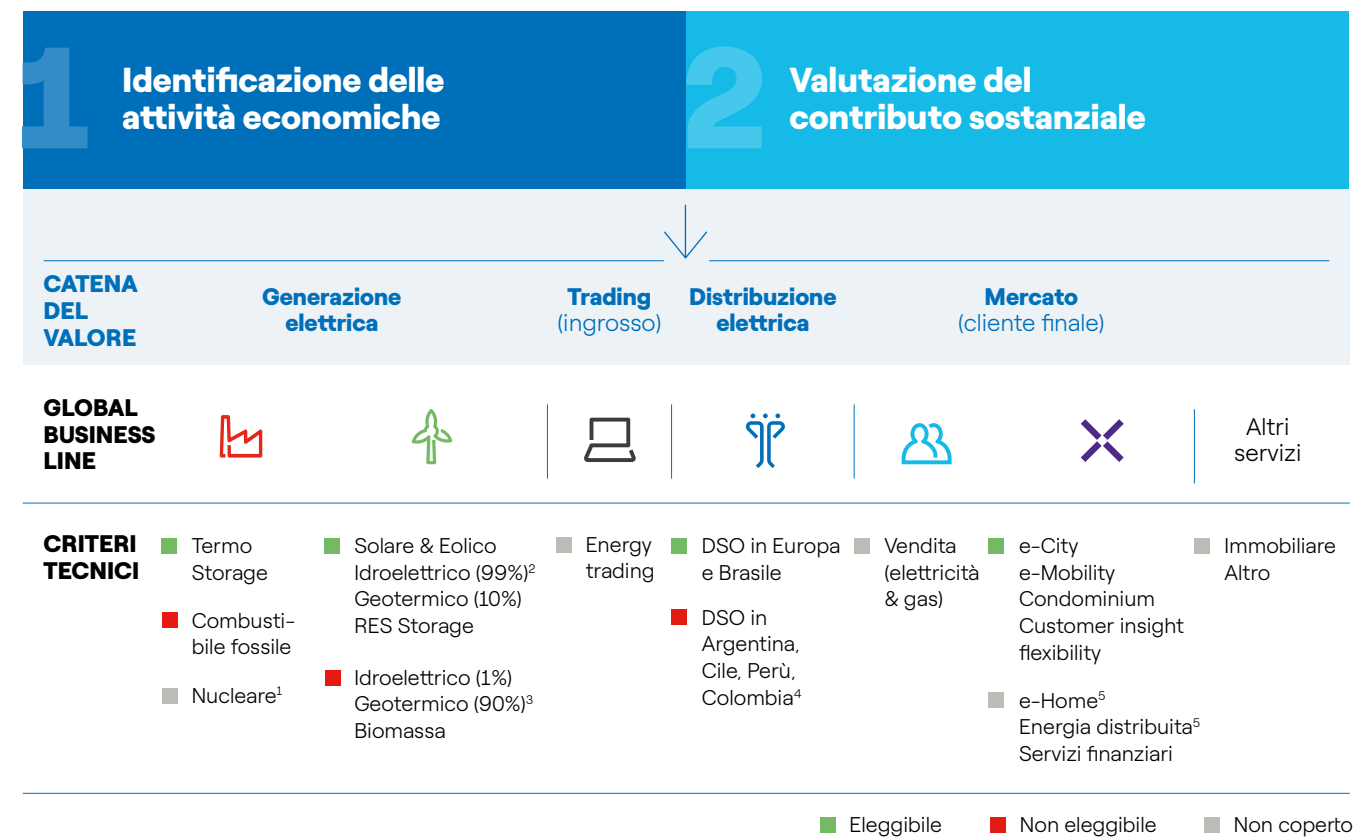 1
Identificazione delle
attività economiche
2
Valutazione del
contributo sostanziale
CATENA
DEL
VALORE
Generazione
elettrica
Trading
(ingrosso)
Distribuzione
elettrica
Mercato
(cliente finale)
GLOBAL
BUSINESS
LINE
Altri
servizi
CRITERI
TECNICI
Termo
Storage
Combusti-
bile fossile
Nucleare¹
Solare & Eolico
Idroelettrico (99%)²
Geotermico (10%)
RES Storage
Idroelettrico (1%)
Geotermico (90%)³
Biomassa
Energy
trading
DSO in Europa
e Brasile
DSO in
Argentina,
Cile, Perù,
Colombia⁴
Vendita
(elettricità
& gas)
e-City
e-Mobility
Condominium
Customer insight
flexibility
e-Home⁵
Energia distribuita⁵
Servizi finanziari
Immobiliare
Altro
Eleggibile
Non eleggibile
Non coperto